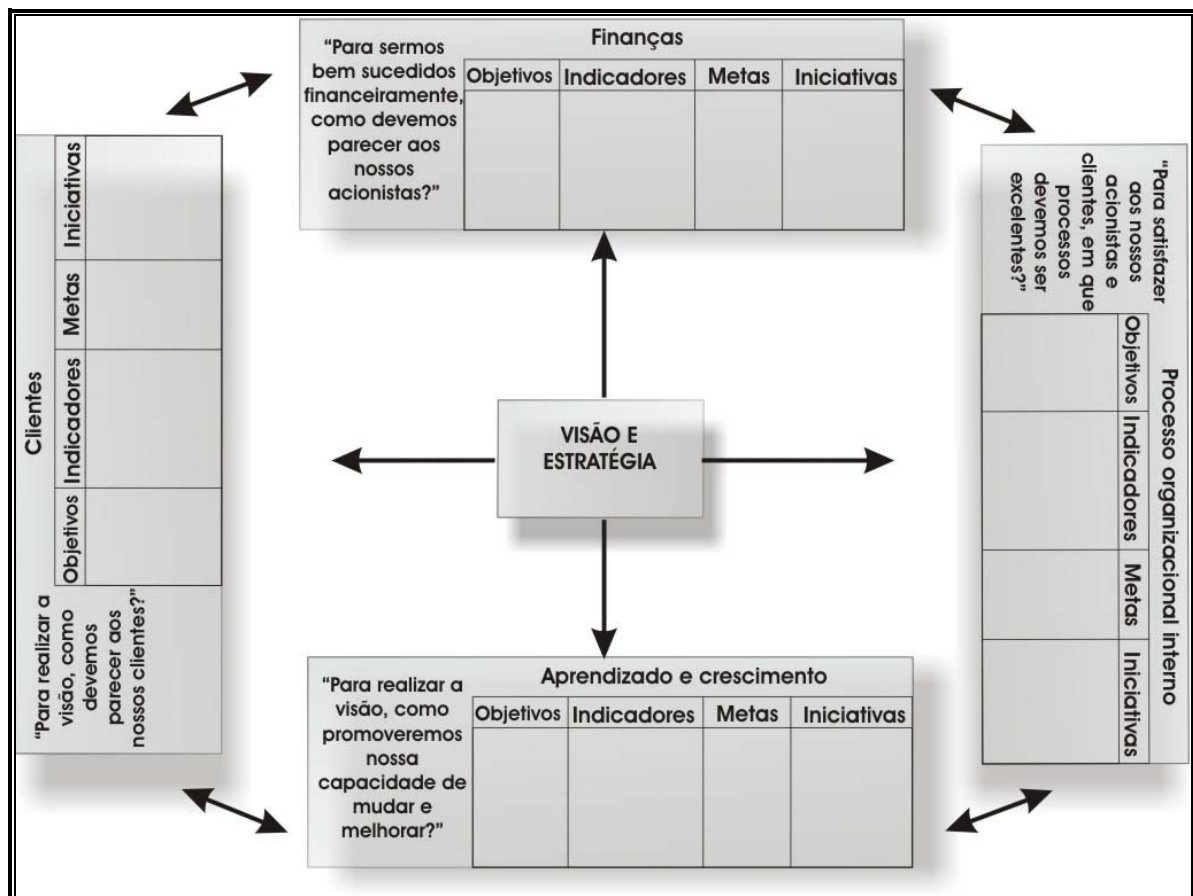 Finanças
“Para sermos
bem sucedidos
financeiramente,
como devemos
parecer aos
nossos
acionistas?”
Objetivos Indicadores Metas Iniciativas
Clientes
“Para realizar a
visão, como
devemos
parecer aos
nossos clientes?”
Objetivos Indicadores Metas Iniciativas
VISÃO E
ESTRATÉGIA
Processo organizacional interno
“Para satisfazer
aos nossos
acionistas e
clientes, em que
processos
devemos ser
excelentes?”
Objetivos Indicadores Metas Iniciativas
Aprendizado e crescimento
“Para realizar a
visão, como
promoveremos
nossa
capacidade de
mudar e
melhorar?”
Objetivos Indicadores Metas Iniciativas